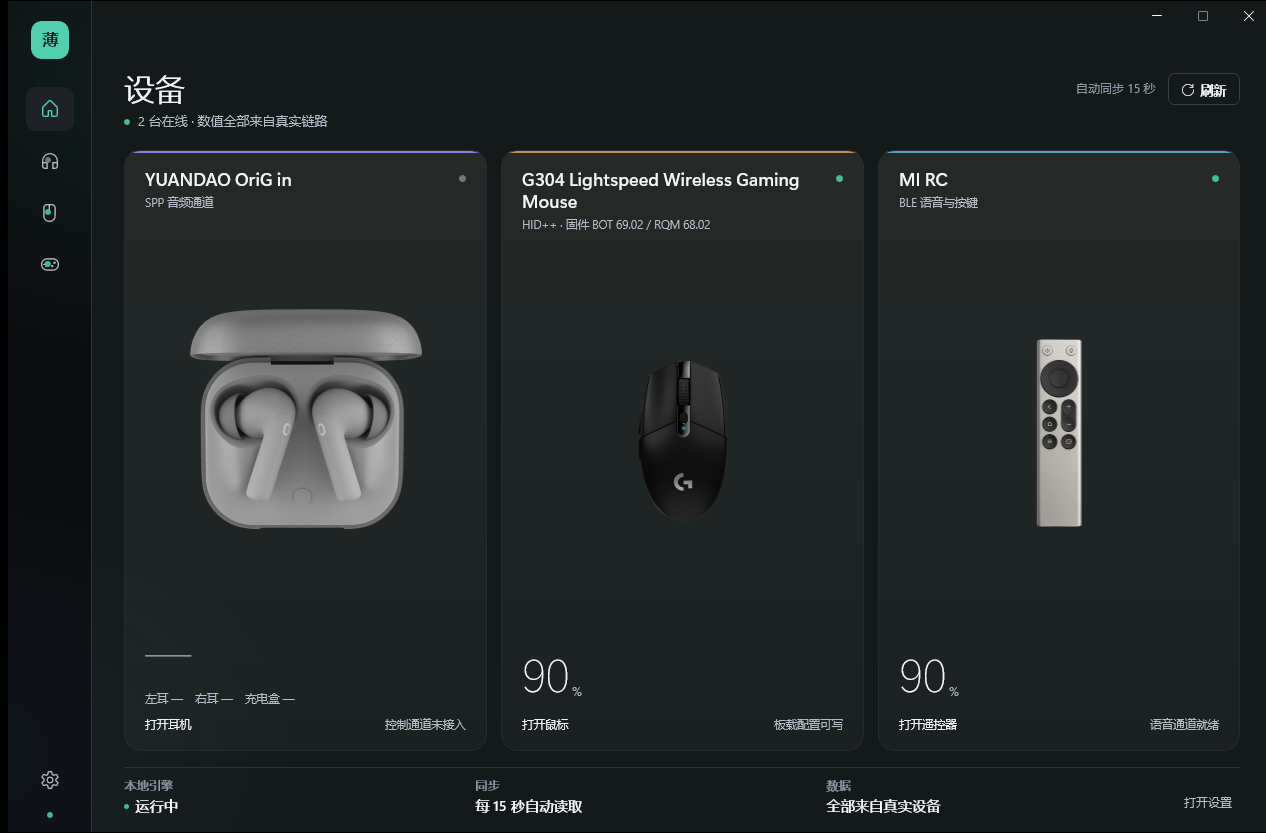 薄
设备
2 台在线 · 数值全部来自真实链路
自动同步 15 秒
刷新
YUANDAO OriG in
SPP 音频通道
左耳 — 右耳 — 充电盒 —
打开耳机
控制通道未接入
G304 Lightspeed Wireless Gaming
Mouse
HID++ · 固件 BOT 69.02 / RQM 68.02
90%
打开鼠标
板载配置可写
MI RC
BLE 语音与按键
90%
打开遥控器
语音通道就绪
本地引擎
运行中
同步
每 15 秒自动读取
数据
全部来自真实设备
打开设置